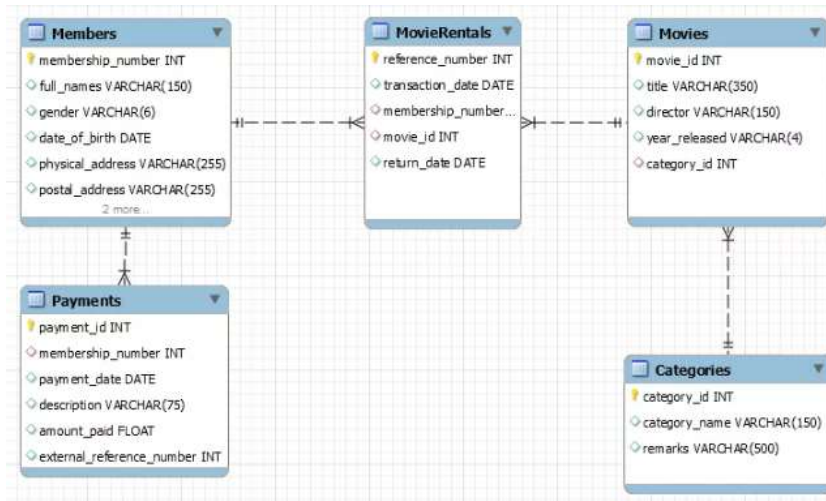 Members
membership_number INT
full_names VARCHAR(150)
gender VARCHAR(6)
date_of_birth DATE
physical_address VARCHAR(255)
postal_address VARCHAR(255)
2 more...
MovieRentals
reference_number INT
transaction_date DATE
membership_number...
movie_id INT
return_date DATE
Movies
movie_id INT
title VARCHAR(350)
director VARCHAR(150)
year_released VARCHAR(4)
category_id INT
Payments
payment_id INT
membership_number INT
payment_date DATE
description VARCHAR(75)
amount_paid FLOAT
external_reference_number INT
Categories
category_id INT
category_name VARCHAR(150)
remarks VARCHAR(500)